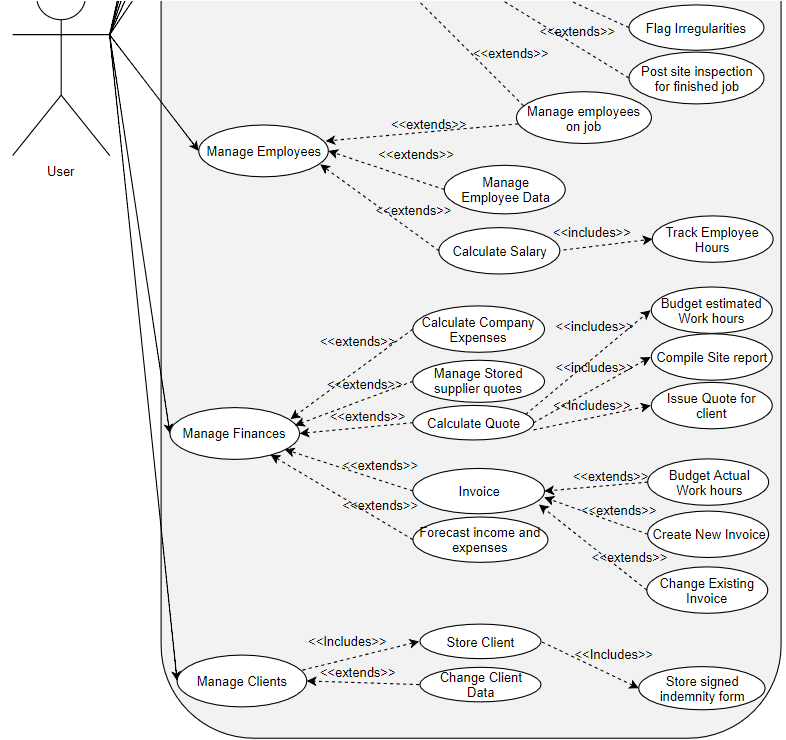 <<extends>>
Flag Irregularities
<<extends>>
Post site inspection
for finished job
Manage employees
on job
<<extends>>
Manage Employees
<<extends>>
Manage
Employee Data
User
<<extends>>
<<includes>>
Track Employee
Hours
Calculate Salary
Budget estimated
Work hours
Calculate Company
Expenses
<<includes>>
<<extends>>
Compile Site report
<<includes>>
Manage Stored
supplier quotes
<<extends>>
Issue Quote for
client
<<Includes>>
<<extends>>
Calculate Quote
Manage Finances
<<extends>>
<<extends>>
Budget Actual
Work hours
Invoice
<<extends>>
<<extends>>
Create New Invoice
Forecast income and
expenses
<<extends>>
Change Existing
Invoice
<<Includes>>
Store Client
<<Includes>>
<<extends>>
Manage Clients
Change Client
Data
Store signed
indemnity form